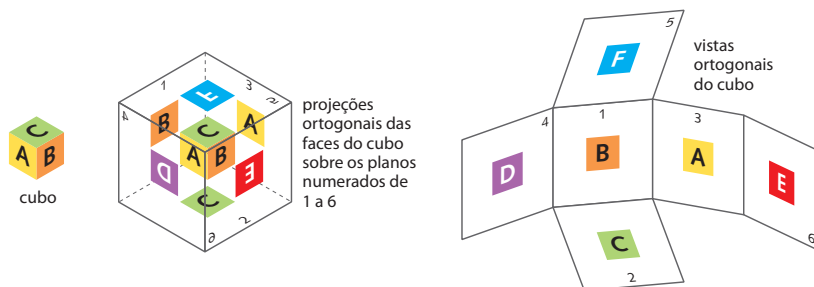 C
A B
cubo
1 3
F
4 5
B A
C
A B
D E
C
2
6
projeções
ortogonais das
faces do cubo
sobre os planos
numerados de
1 a 6
5
F
vistas
ortogonais
do cubo
4 1 3
D B A E
C
2
6